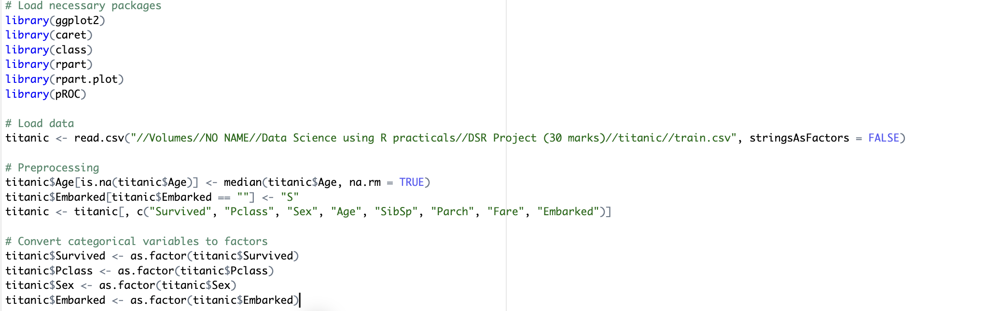 # Load necessary packages
library(ggplot2)
library(caret)
library(class)
library(rpart)
library(rpart.plot)
library(pROC)
# Load data
titanic <- read.csv("//Volumes//NO NAME//Data Science using R practicals//DSR Project (30 marks)//titanic//train.csv", stringsAsFactors = FALSE)
# Preprocessing
titanic$Age[is.na(titanic$Age)] <- median(titanic$Age, na.rm = TRUE)
titanic$Embarked[titanic$Embarked == ""] <- "S"
titanic <- titanic[, c("Survived", "Pclass", "Sex", "Age", "SibSp", "Parch", "Fare", "Embarked")]
# Convert categorical variables to factors
titanic$Survived <- as.factor(titanic$Survived)
titanic$Pclass <- as.factor(titanic$Pclass)
titanic$Sex <- as.factor(titanic$Sex)
titanic$Embarked <- as.factor(titanic$Embarked)